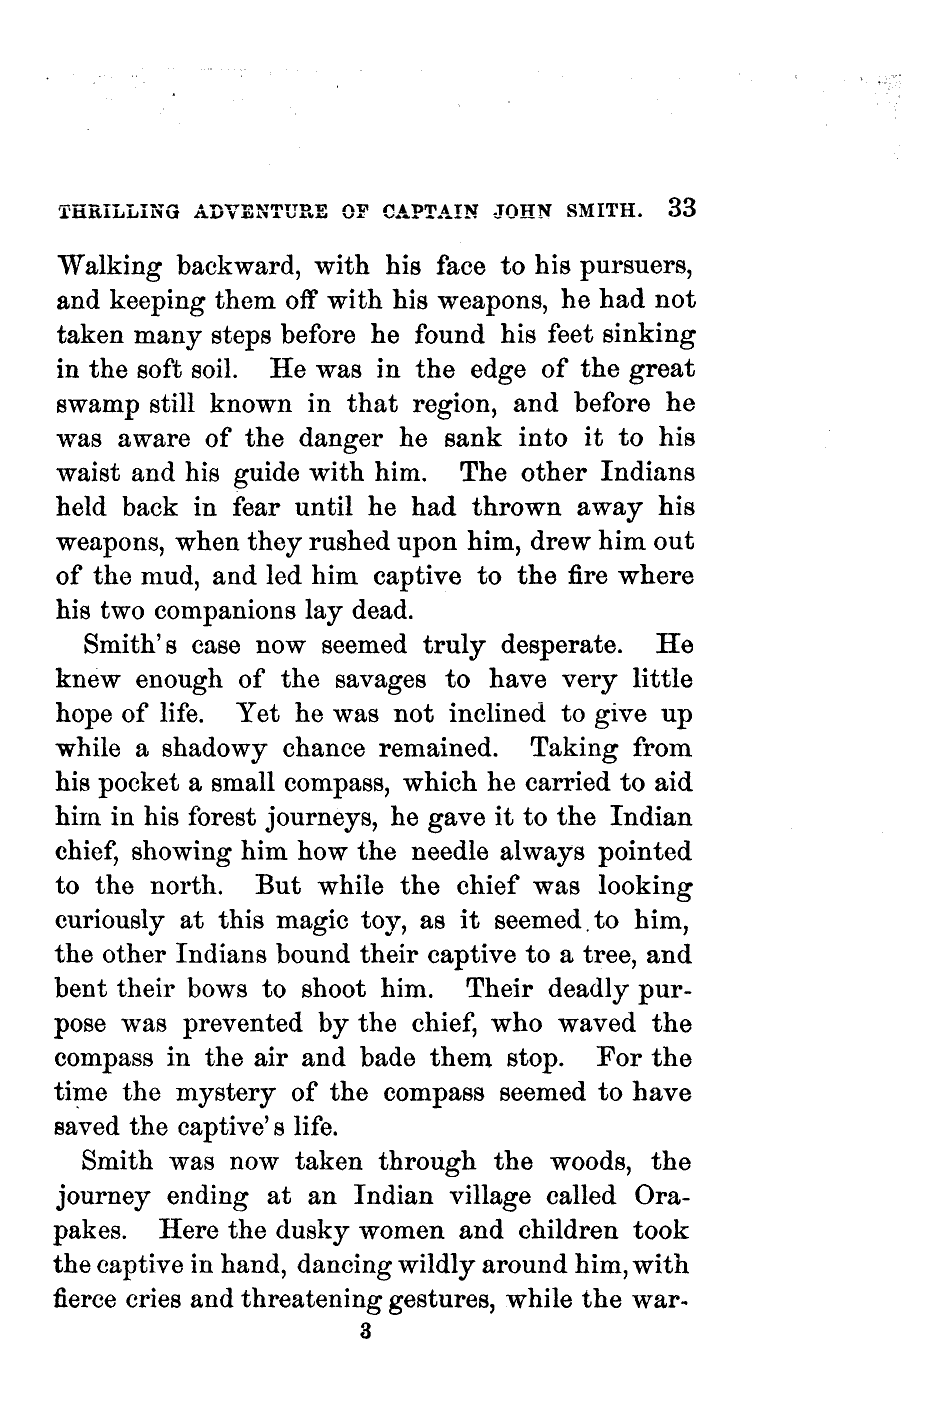 THRILLING ADVENTURE OF CAPTAIN JOHN SMITH. 33
Walking backward, with his face to his pursuers,
and keeping them off with his weapons, he had not
taken many steps before he found his feet sinking
in the soft soil. He was in the edge of the great
swamp still known in that region, and before he
was aware of the danger he sank into it to his
waist and his guide with him. The other Indians
held back in fear until he had thrown away his
weapons, when they rushed upon him, drew him out
of the mud, and led him captive to the fire where
his two companions lay dead.
Smith's case now seemed truly desperate. He
knew enough of the savages to have very little
hope of life. Yet he was not inclined to give up
while a shadowy chance remained. Taking from
his pocket a small compass, which he carried to aid
him in his forest journeys, he gave it to the Indian
chief, showing him how the needle always pointed
to the north. But while the chief was looking
curiously at this magic toy, as it seemed to him,
the other Indians bound their captive to a tree, and
bent their bows to shoot him. Their deadly pur-
pose was prevented by the chief, who waved the
compass in the air and bade them stop. For the
time the mystery of the compass seemed to have
saved the captive's life.
Smith was now taken through the woods, the
journey ending at an Indian village called Ora-
pakes. Here the dusky women and children took
the captive in hand, dancing wildly around him, with
fierce cries and threatening gestures, while the war-
3